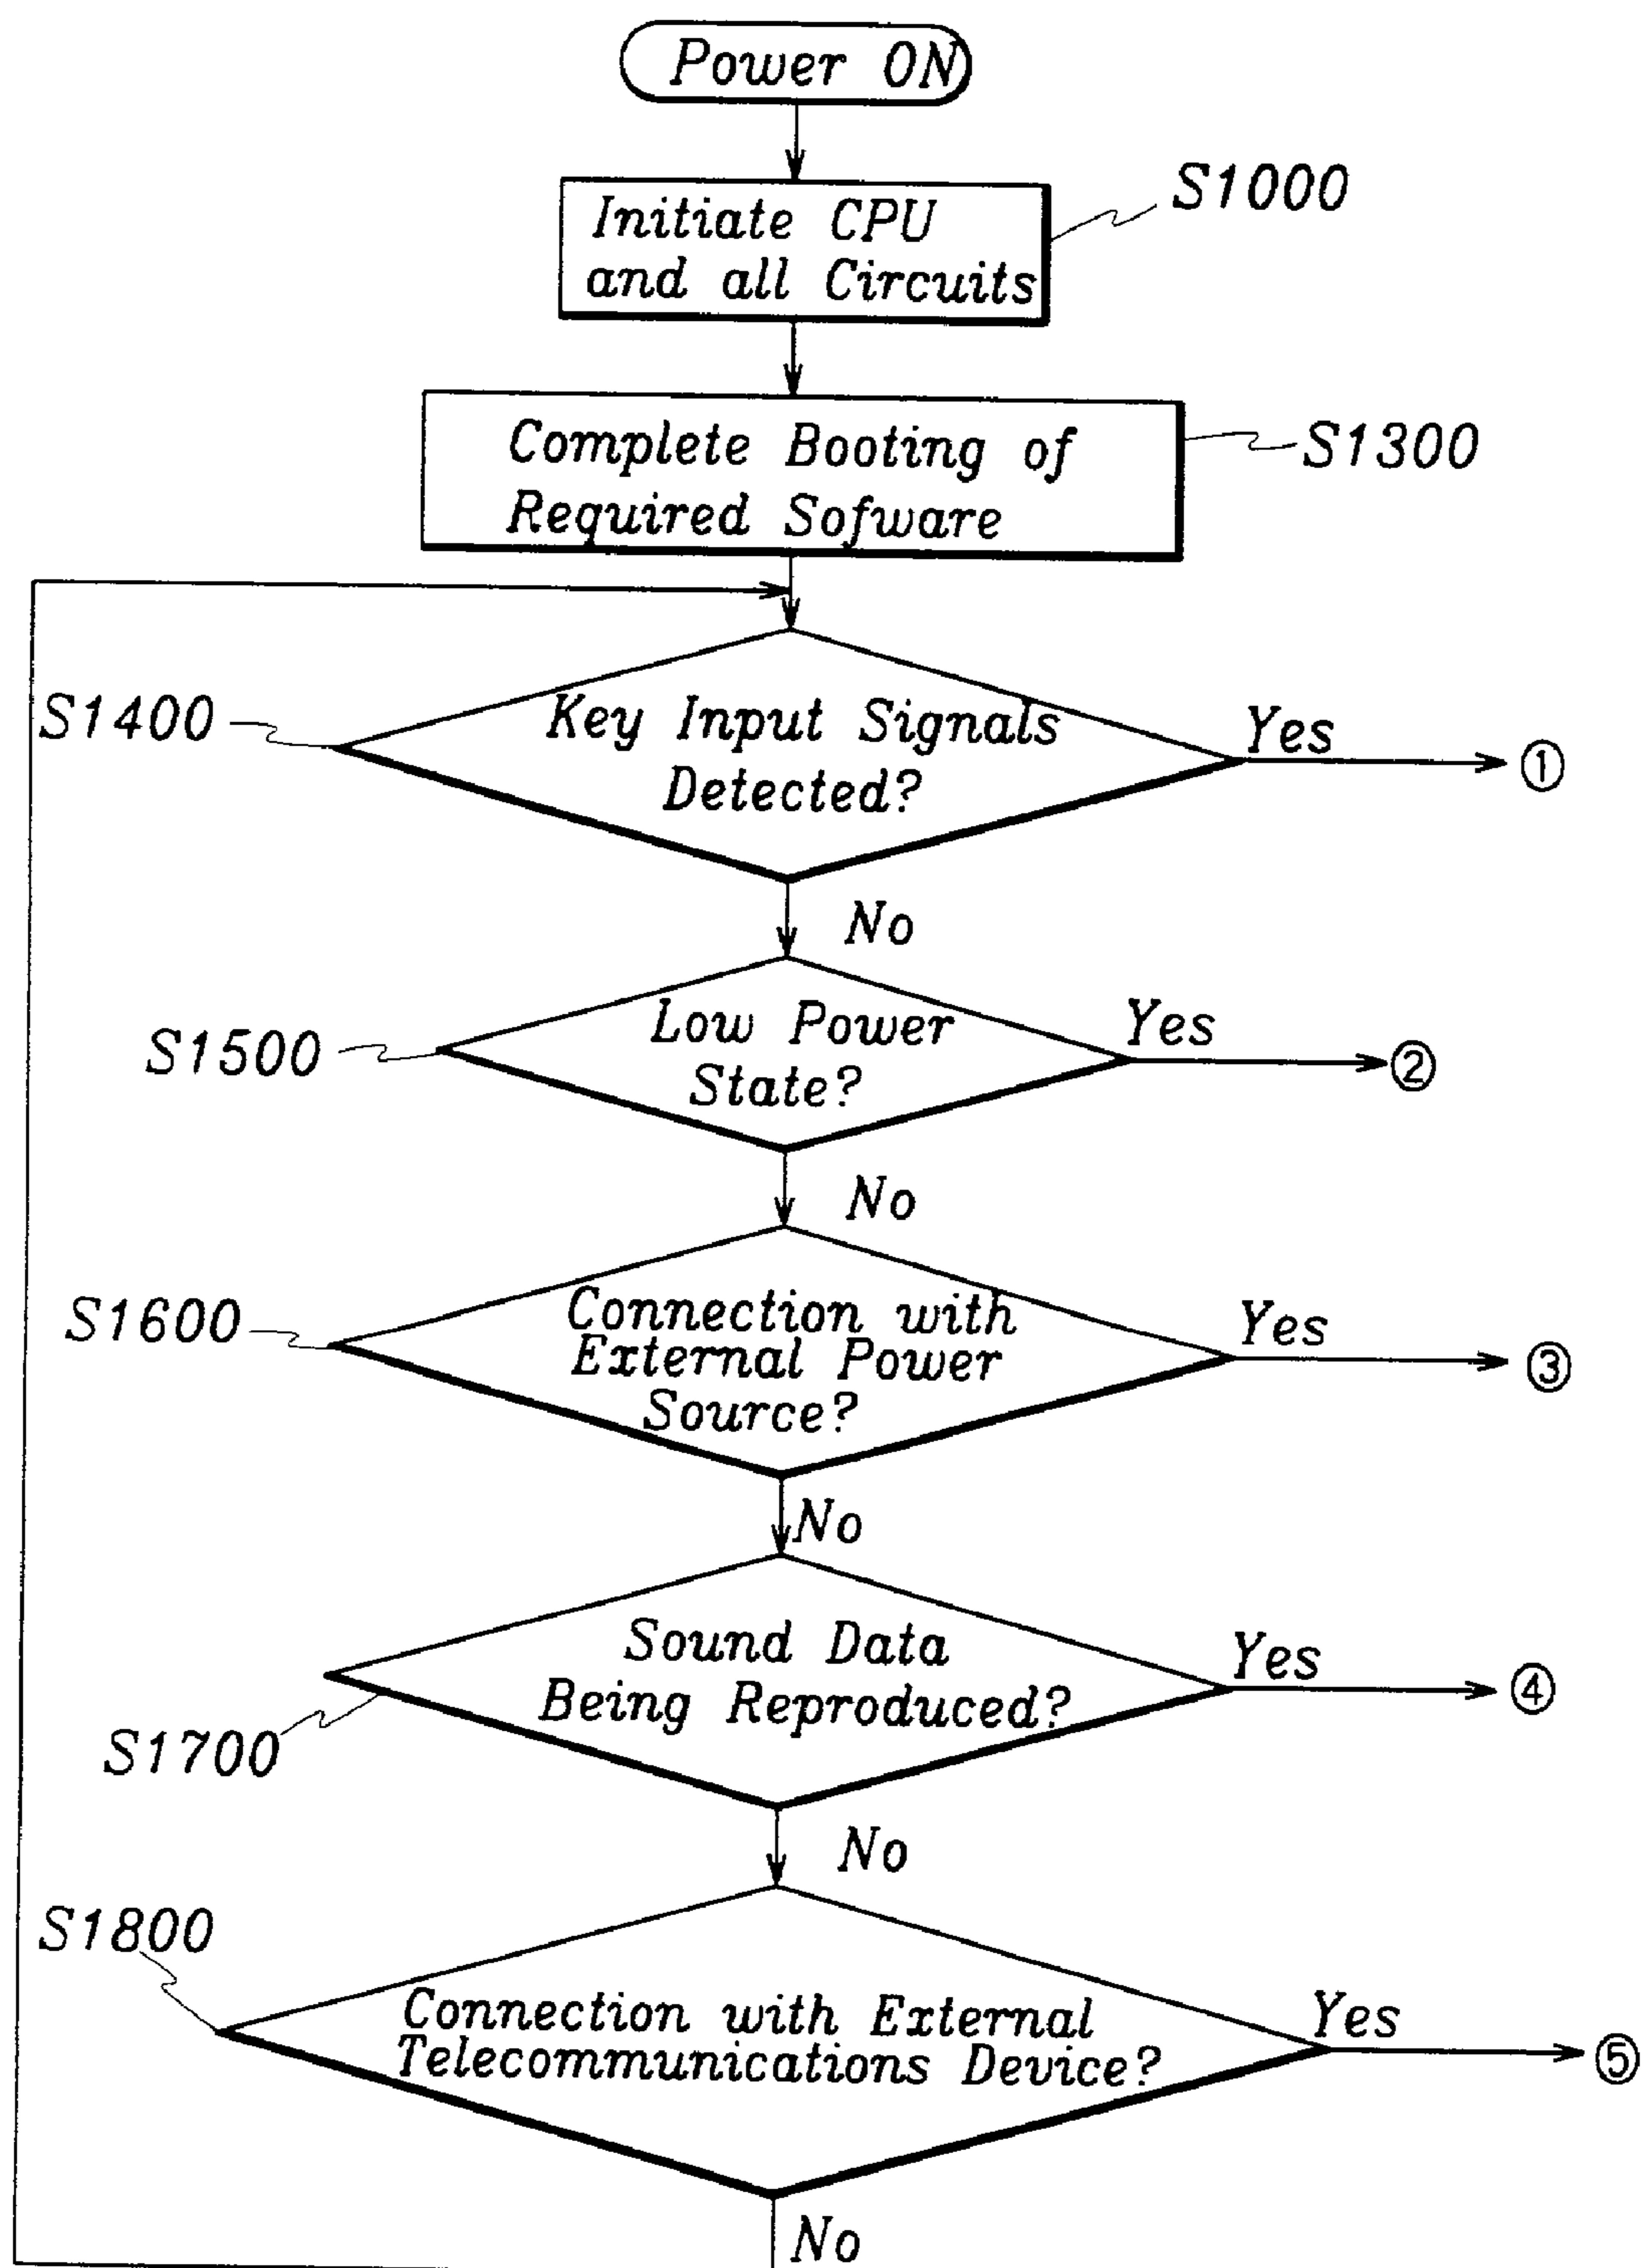 Power ON
S1000
Initiate CPU
and all Circuits
S1300
Complete Booting of
Required Sofware
S1400
Key Input Signals
Detected?
Yes
①
No
S1500
Low Power
State?
Yes
②
No
S1600
Connection with
External Power
Source?
Yes
③
No
Sound Data
Being Reproduced?
Yes
④
S1700
No
S1800
Connection with External
Telecommunications Device?
Yes
⑤
No